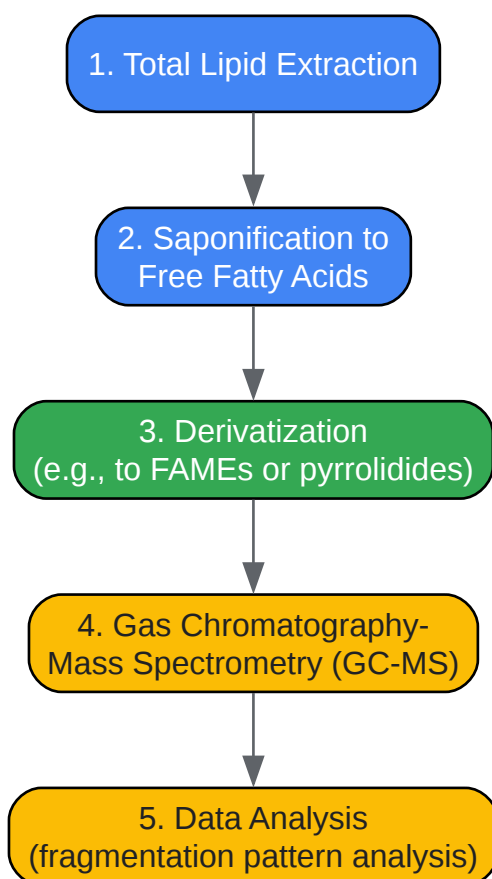 1. Total Lipid Extraction
2. Saponification to
Free Fatty Acids
3. Derivatization
(e.g., to FAMEs or pyrrolidides)
4. Gas Chromatography-
Mass Spectrometry (GC-MS)
5. Data Analysis
(fragmentation pattern analysis)